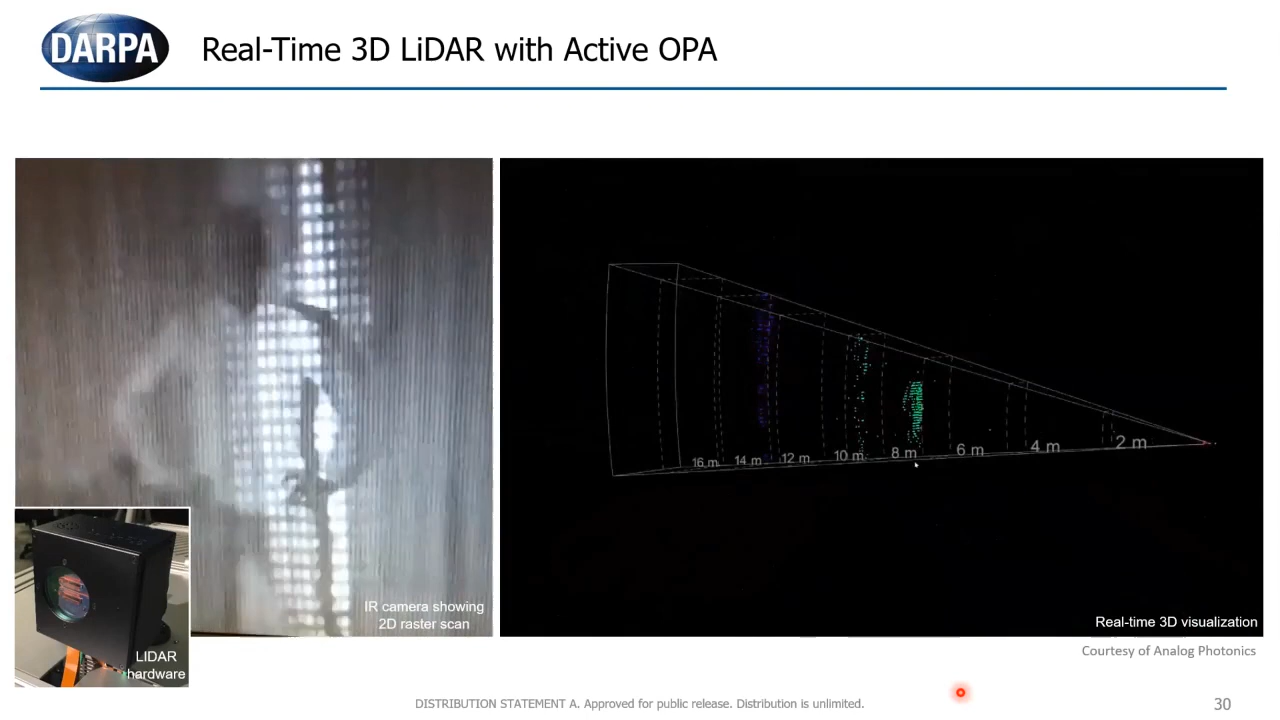 DARPA
Real-Time 3D LiDAR with Active OPA
IR camera showing
2D raster scan
LIDAR
hardware
16 m
14 m
12 m
10 m
8 m
6 m
4 m
2 m
Real-time 3D visualization
Courtesy of Analog Photonics
DISTRIBUTION STATEMENT A. Approved for public release. Distribution is unlimited.
30